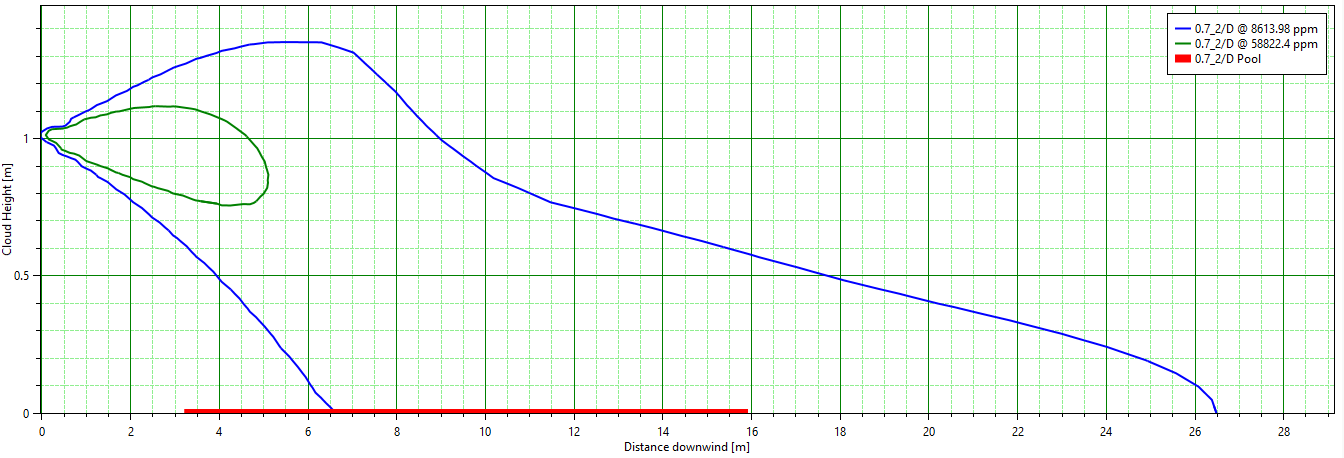 0.7_2/D @ 8613.98 ppm
0.7_2/D @ 58822.4 ppm
0.7_2/D Pool
Cloud Height [m]
1
0.5
0
0 2 4 6 8 10 12 14 16 18 20 22 24 26 28
Distance downwind [m]